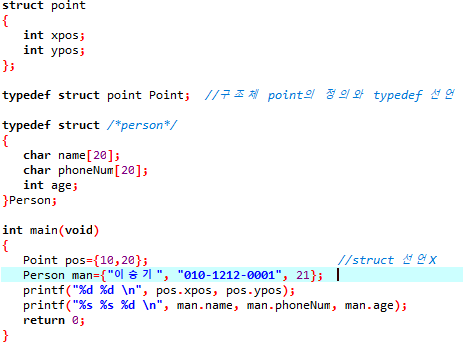 struct point
{
int xpos;
int ypos;
};
typedef struct point Point; //구조체 point의 정의와 typedef 선언
typedef struct /*person*/
{
char name[20];
char phoneNum[20];
int age;
}Person;
int main(void)
{
Point pos={10,20}; //struct 선언X
Person man={"이승기", "010-1212-0001", 21};
printf("%d %d \n", pos.xpos, pos.ypos);
printf("%s %s %d \n", man.name, man.phoneNum, man.age);
return 0;
}